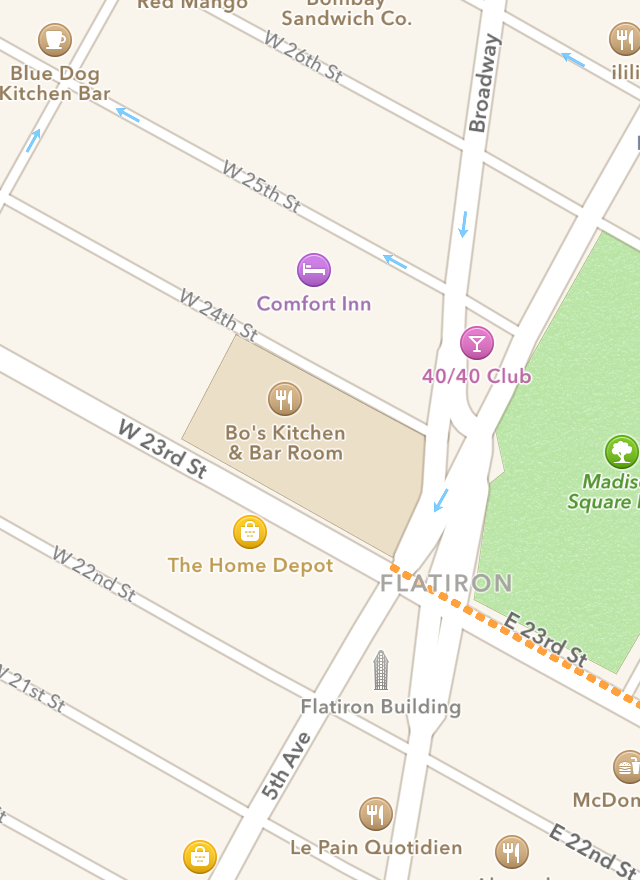 Red Mango
Bombay
Sandwich Co.
Broadway
W 26th St
Blue Dog
Kitchen Bar
ilili
W 25th St
Comfort Inn
W 24th St
40/40 Club
Bo's Kitchen
& Bar Room
W 23rd St
Square
The Home Depot
W 22nd St
FLATIRON
E 23rd St
Flatiron Building
W 21st St
5th Ave
Le Pain Quotidien
E 22nd St